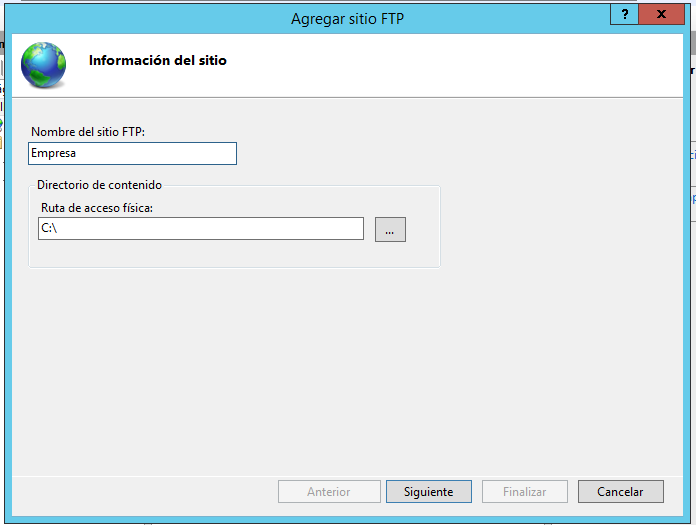 Agregar sitio FTP
?
x
Información del sitio
Nombre del sitio FTP:
Empresa
Directorio de contenido
Ruta de acceso física:
C:\
...
Anterior
Siguiente
Finalizar
Cancelar